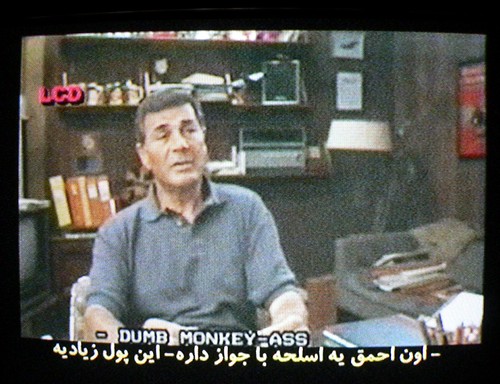 LCD
- DUMB MONKEY-ASS
- اون احمق یه اسلحه با جواز داره- این پول زیادیه